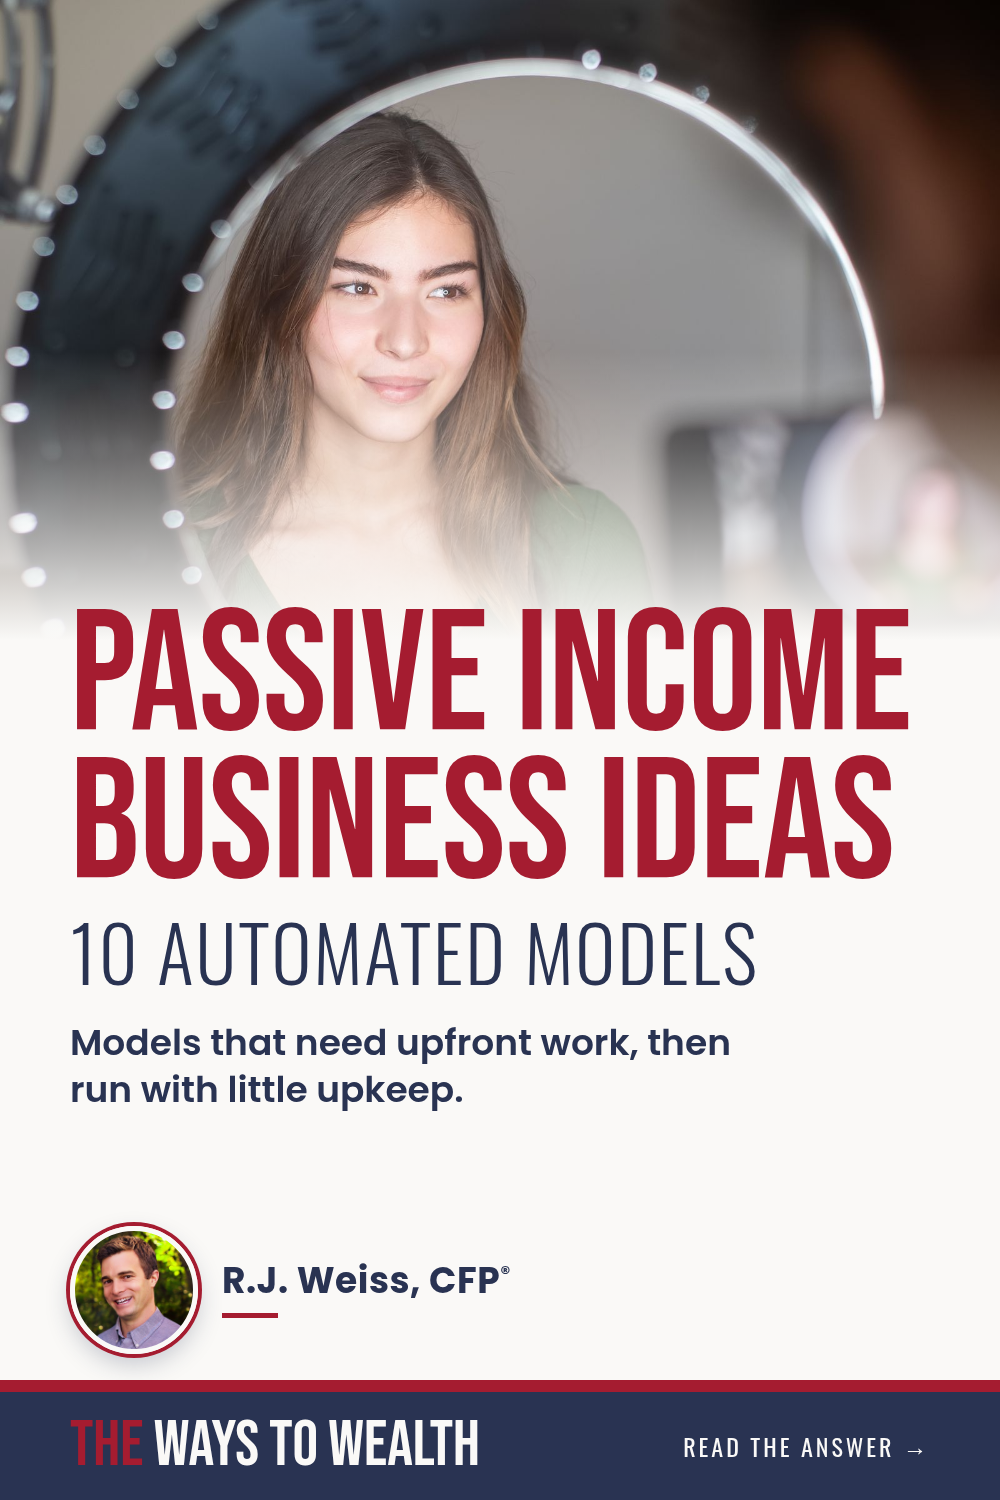 PASSIVE INCOME
BUSINESS IDEAS
10 AUTOMATED MODELS
Models that need upfront work, then
run with little upkeep.
R.J. Weiss, CFP®
THE WAYS TO WEALTH
READ THE ANSWER →